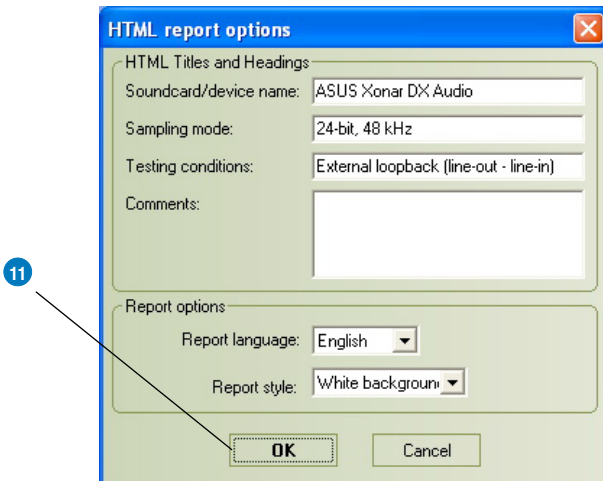 HTML report options
HTML Titles and Headings
Soundcard/device name: ASUS Xonar DX Audio
Sampling mode: 24-bit, 48 kHz
Testing conditions: External loopback (line-out - line-in)
Comments:
11
Report options
Report language: English
Report style: White backgroun
OK Cancel